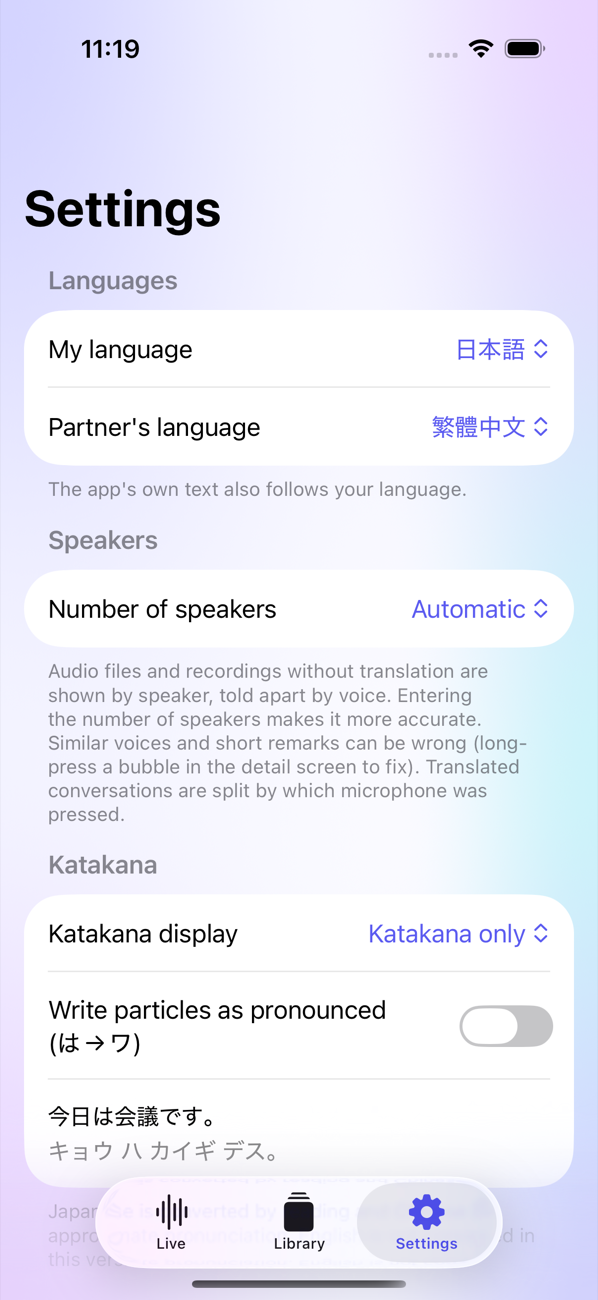 11:19
Settings
Languages
My language 日本語
Partner's language 繁體中文
The app's own text also follows your language.
Speakers
Number of speakers Automatic
Audio files and recordings without translation are
shown by speaker, told apart by voice. Entering
the number of speakers makes it more accurate.
Similar voices and short remarks can be wrong (long-
press a bubble in the detail screen to fix). Translated
conversations are split by which microphone was
pressed.
Katakana
Katakana display Katakana only
Write particles as pronounced
(は → ワ)
今日は会議です。
キョウ ハ カイギ デス。
Live Library Settings